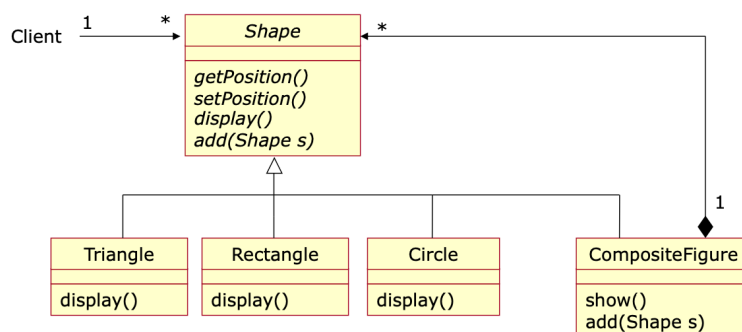 Client
1
*
Shape
getPosition()
setPosition()
display()
add(Shape s)
*
1
Triangle
display()
Rectangle
display()
Circle
display()
CompositeFigure
show()
add(Shape s)